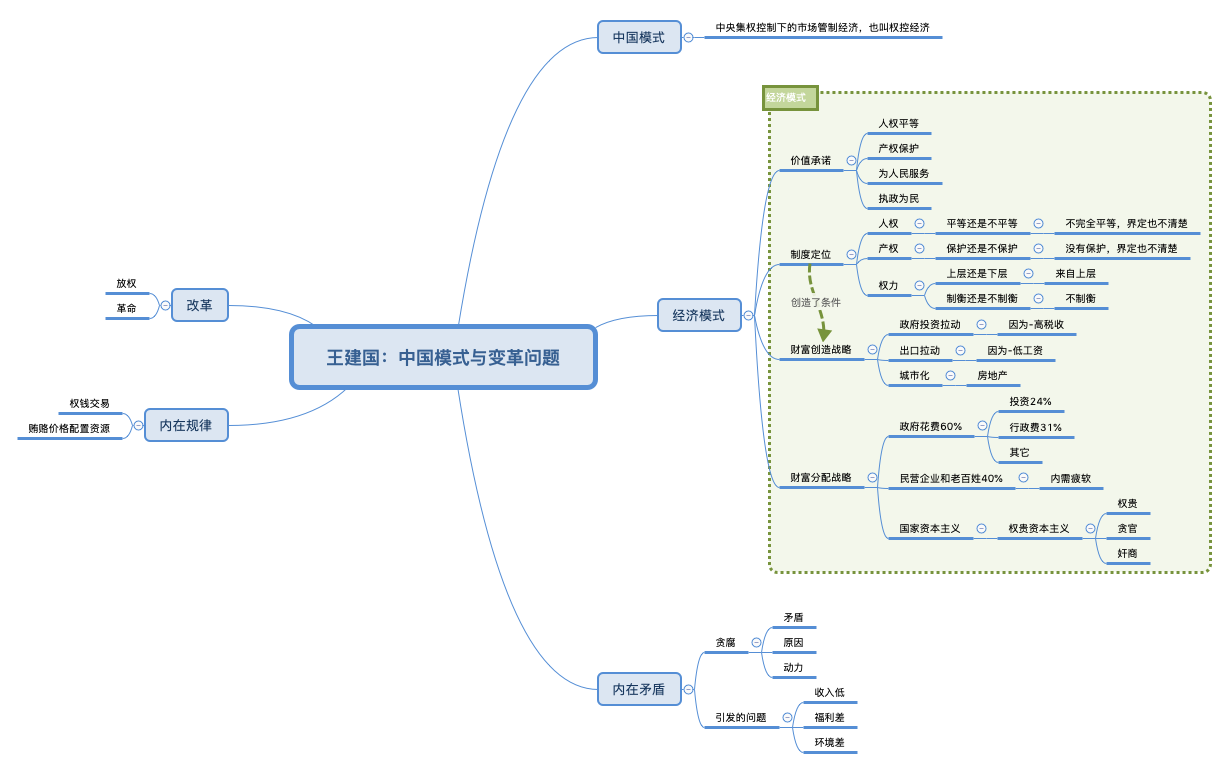 王建国：中国模式与变革问题
中国模式
中央集权控制下的市场管制经济，也叫权控经济
经济模式
经济模式
价值承诺
人权平等
产权保护
为人民服务
执政为民
制度定位
人权
平等还是不平等
不完全平等，界定也不清楚
产权
保护还是不保护
没有保护，界定也不清楚
权力
上层还是下层
来自上层
制衡还是不制衡
不制衡
创造了条件
财富创造战略
政府投资拉动
因为-高税收
出口拉动
因为-低工资
城市化
房地产
财富分配战略
政府花费60%
投资24%
行政费31%
其它
民营企业和老百姓40%
内需疲软
国家资本主义
权贵资本主义
权贵
贪官
奸商
内在矛盾
贪腐
矛盾
原因
动力
引发的问题
收入低
福利差
环境差
内在规律
权钱交易
贿赂价格配置资源
改革
放权
革命